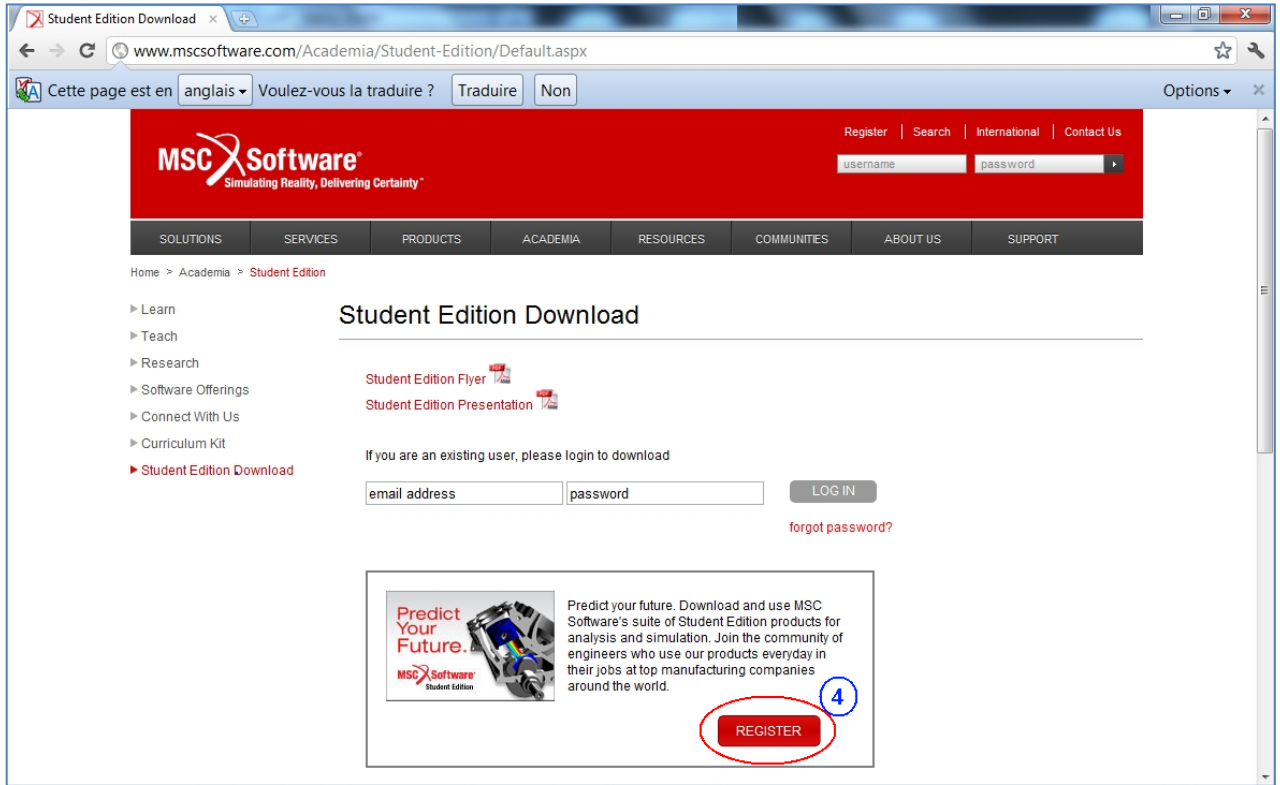 Student Edition Download
www.mscsoftware.com/Academia/Student-Edition/Default.aspx
Cette page est en anglais Voulez-vous la traduire ? Traduire Non Options
Register | Search | International | Contact Us
MSC Software®
Simulating Reality, Delivering Certainty™
username password
SOLUTIONS SERVICES PRODUCTS ACADEMIA RESOURCES COMMUNITIES ABOUT US SUPPORT
Home > Academia > Student Edition
Learn
Teach
Research
Software Offerings
Connect With Us
Curriculum Kit
Student Edition Download
Student Edition Download
Student Edition Flyer PDF
Student Edition Presentation PDF
If you are an existing user, please login to download
email address password LOG IN
forgot password?
Predict
Your
Future.
MSC Software
Student Edition
Predict your future. Download and use MSC
Software's suite of Student Edition products for
analysis and simulation. Join the community of
engineers who use our products everyday in
their jobs at top manufacturing companies
around the world.
4
REGISTER